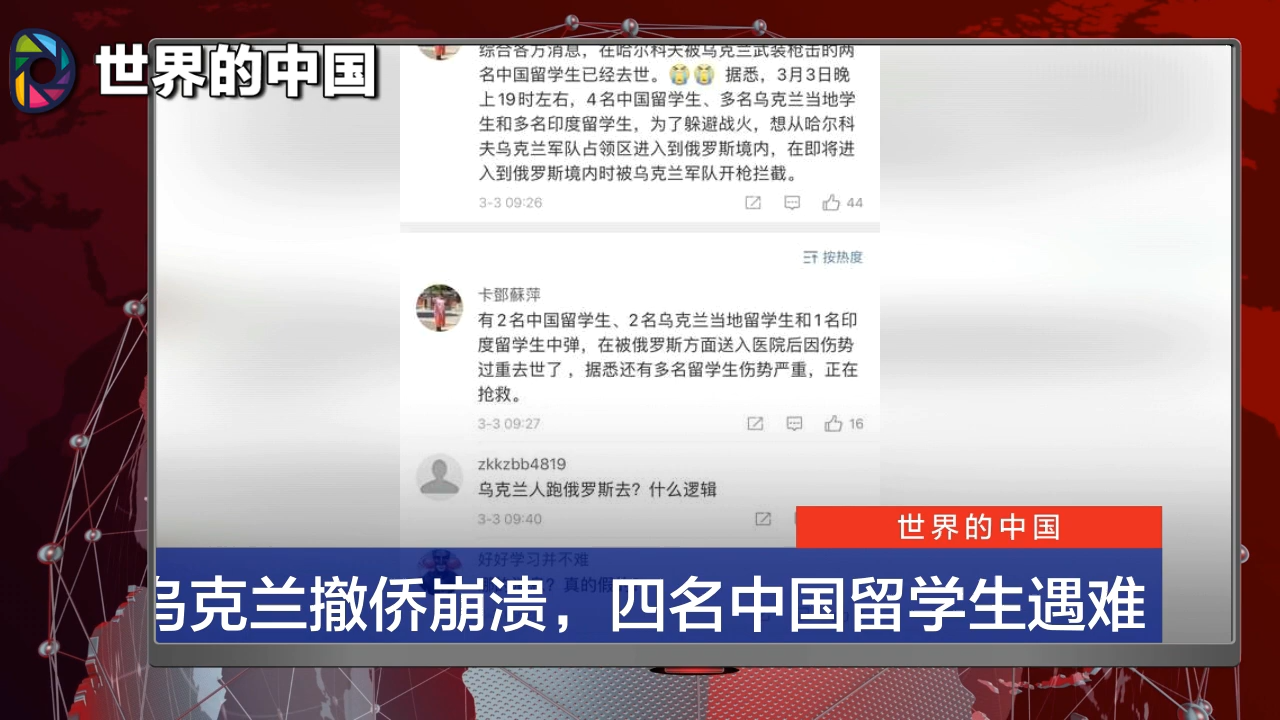 世界的中国
综合各方消息，在哈尔科夫被乌克兰武装枪击的两
名中国留学生已经去世。😭😭 据悉，3月3日晚
上19时左右，4名中国留学生、多名乌克兰当地学
生和多名印度留学生，为了躲避战火，想从哈尔科
夫乌克兰军队占领区进入到俄罗斯境内，在即将进
入到俄罗斯境内时被乌克兰军队开枪拦截。
3-3 09:26
44
按热度
卡鄧蘇萍
有2名中国留学生、2名乌克兰当地留学生和1名印
度留学生中弹，在被俄罗斯方面送入医院后因伤势
过重去世了，据悉还有多名留学生伤势严重，正在
抢救。
3-3 09:27
16
zkkzbb4819
乌克兰人跑俄罗斯去？什么逻辑
3-3 09:40
世界的中国
好好学习并不难
？真的假
乌克兰撤侨崩溃，四名中国留学生遇难